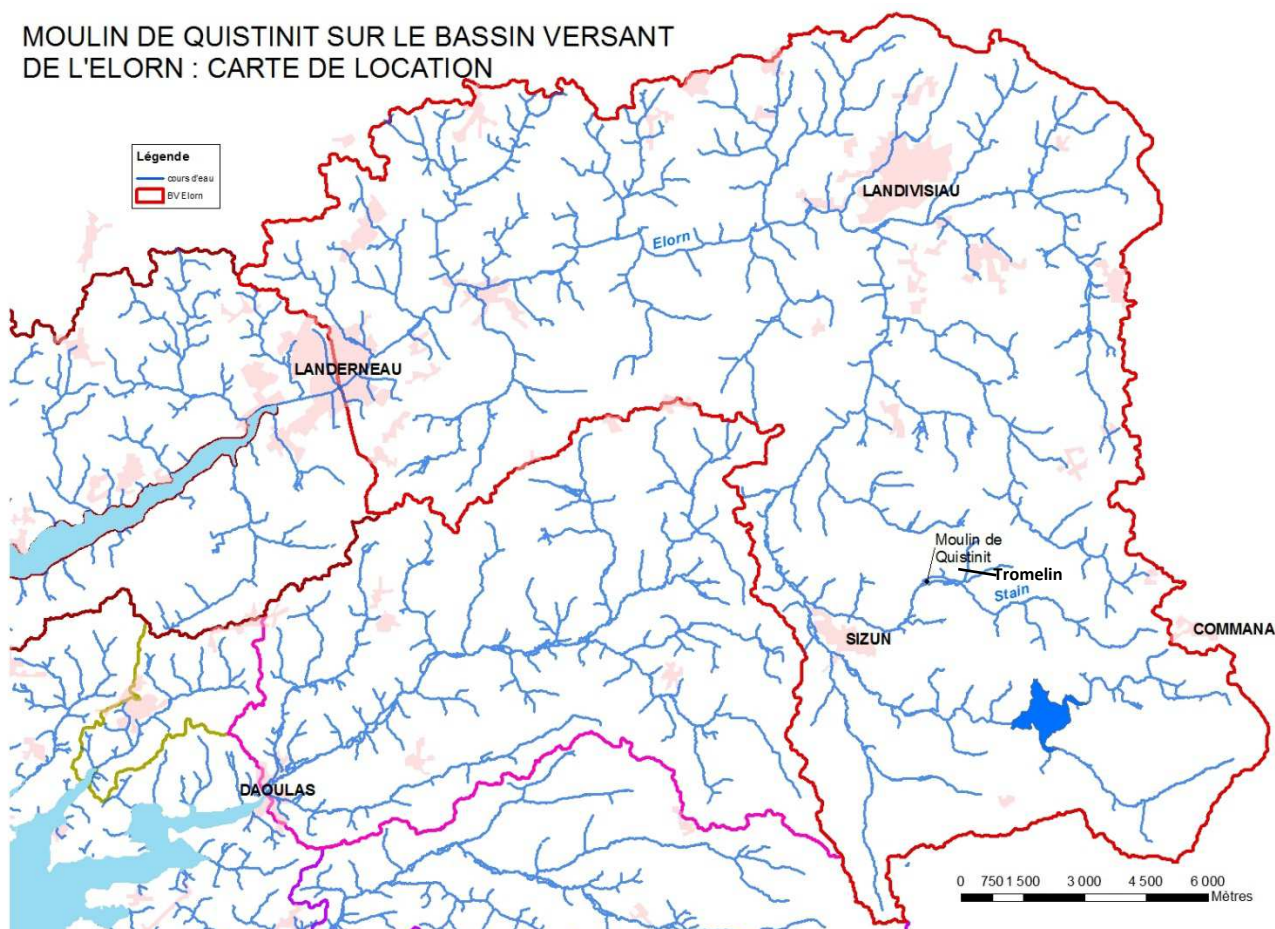 MOULIN DE QUISTINIT SUR LE BASSIN VERSANT
DE L'ELORN : CARTE DE LOCATION
Légende
cours d'eau
BV Elorn
LANDIVISIAU
Elorn
LANDERNEAU
Moulin de
Quistinit
Tromelin
Stain
SIZUN
COMMANA
DAOULAS
0 750 1 500 3 000 4 500 6 000
Mètres